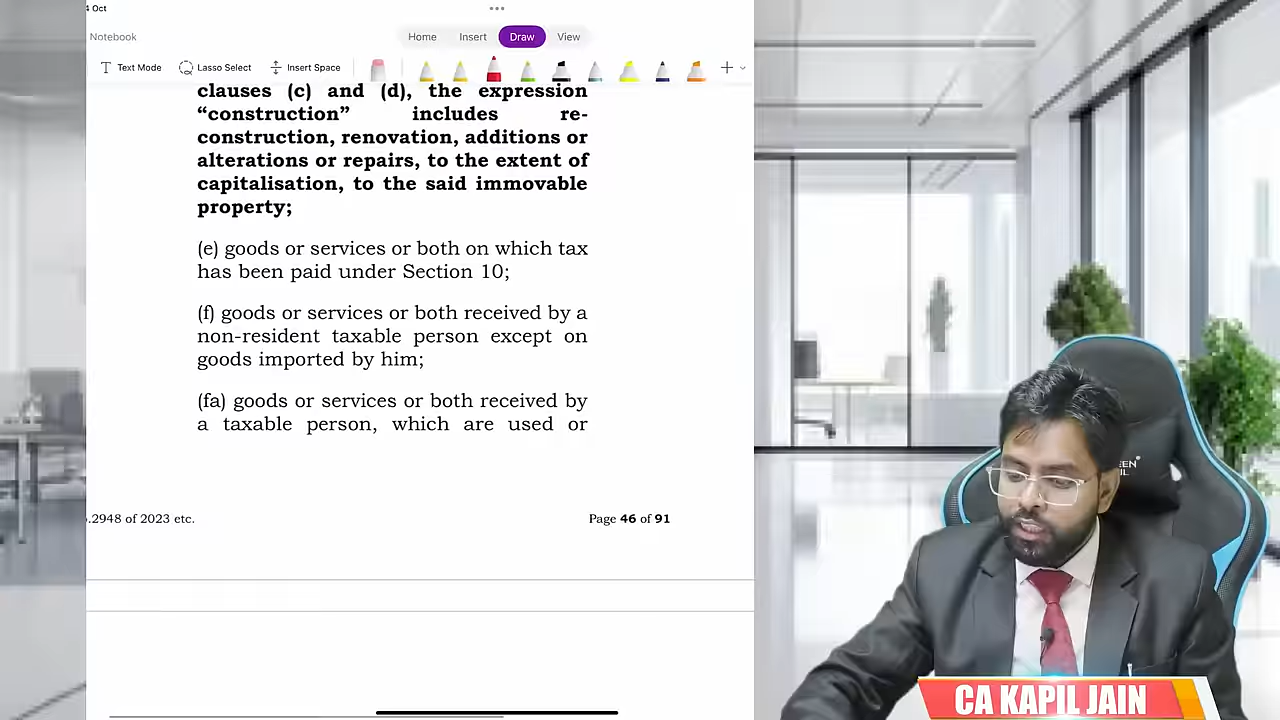 4 Oct
Notebook
Home Insert Draw View
Text Mode Lasso Select Insert Space
clauses (c) and (d), the expression
“construction” includes re-
construction, renovation, additions or
alterations or repairs, to the extent of
capitalisation, to the said immovable
property;
(e) goods or services or both on which tax
has been paid under Section 10;
(f) goods or services or both received by a
non-resident taxable person except on
goods imported by him;
(fa) goods or services or both received by
a taxable person, which are used or
.2948 of 2023 etc.
Page 46 of 91
CA KAPIL JAIN